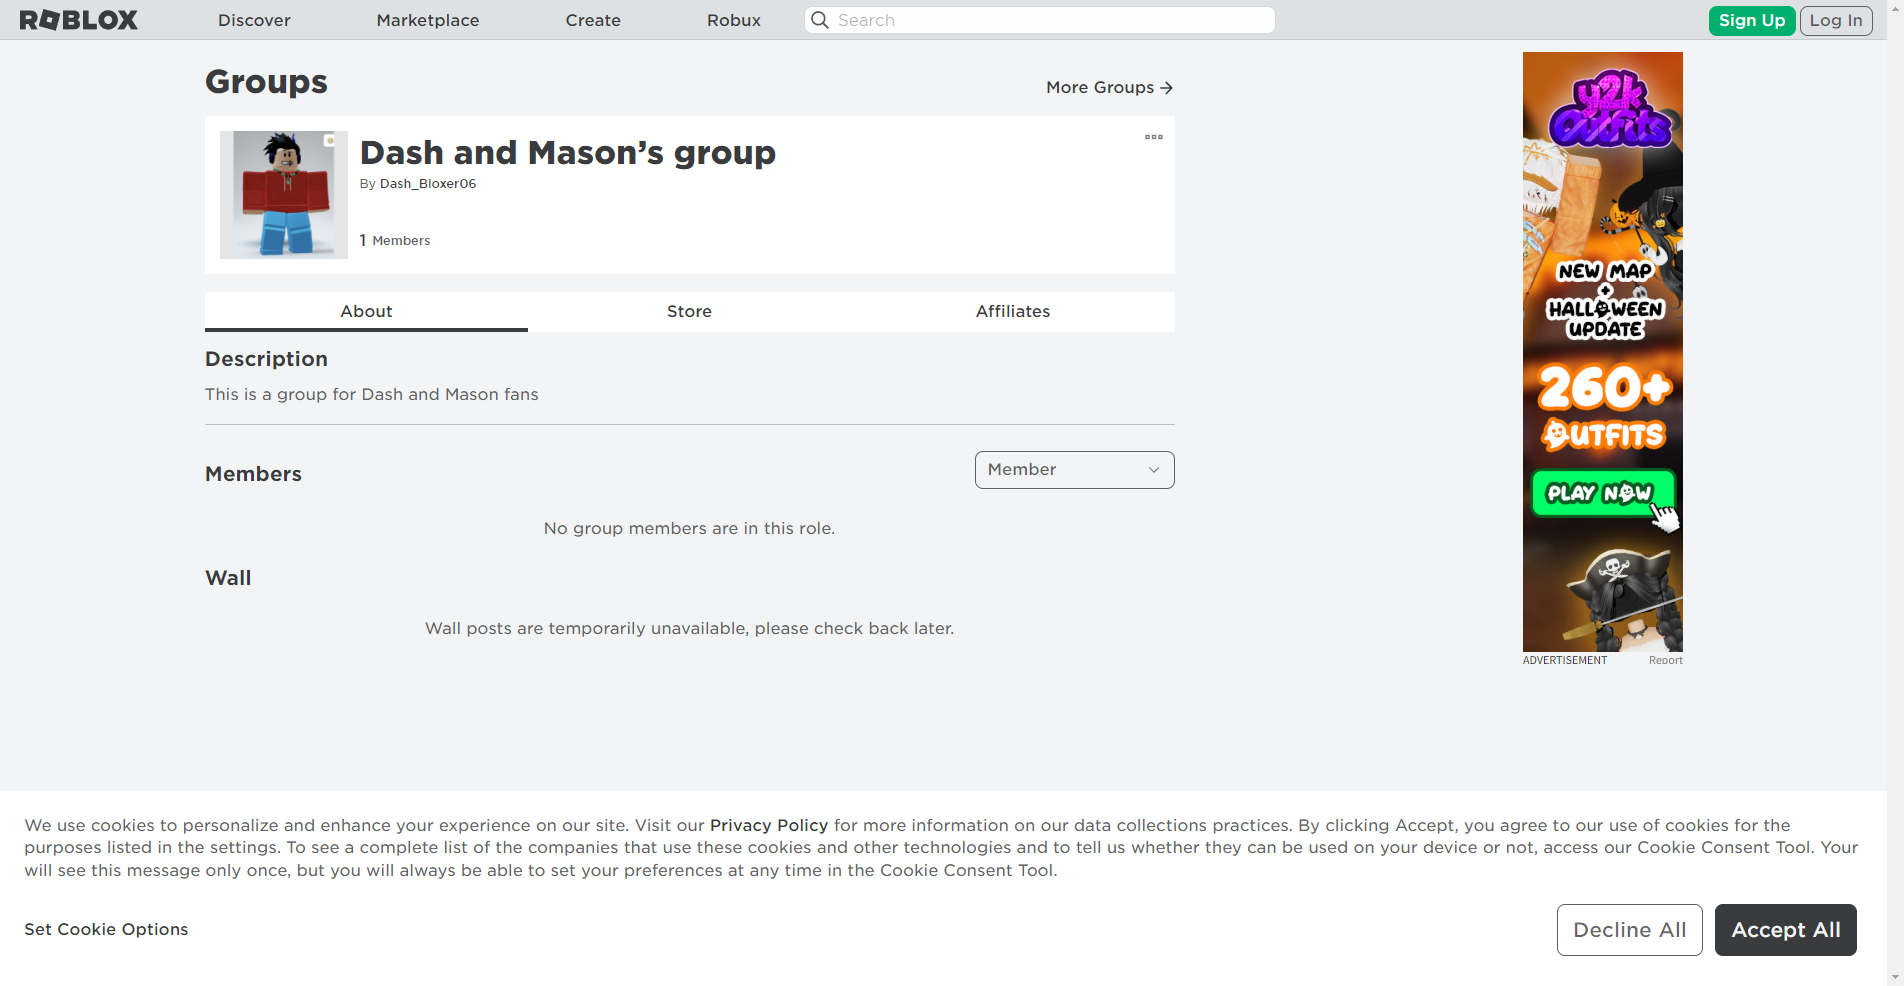 ROBLOX
Discover
Marketplace
Create
Robux
Search
Sign Up
Log In
Groups
More Groups
Dash and Mason’s group
By Dash_Bloxer06
1 Members
About
Store
Affiliates
Description
This is a group for Dash and Mason fans
Members
Member
No group members are in this role.
Wall
Wall posts are temporarily unavailable, please check back later.
y2k
Outfits
NEW MAP
+
HALLOWEEN
UPDATE
260+
OUTFITS
PLAY NOW
ADVERTISEMENT
Report
We use cookies to personalize and enhance your experience on our site. Visit our Privacy Policy for more information on our data collections practices. By clicking Accept, you agree to our use of cookies for the
purposes listed in the settings. To see a complete list of the companies that use these cookies and other technologies and to tell us whether they can be used on your device or not, access our Cookie Consent Tool. Your
will see this message only once, but you will always be able to set your preferences at any time in the Cookie Consent Tool.
Set Cookie Options
Decline All
Accept All